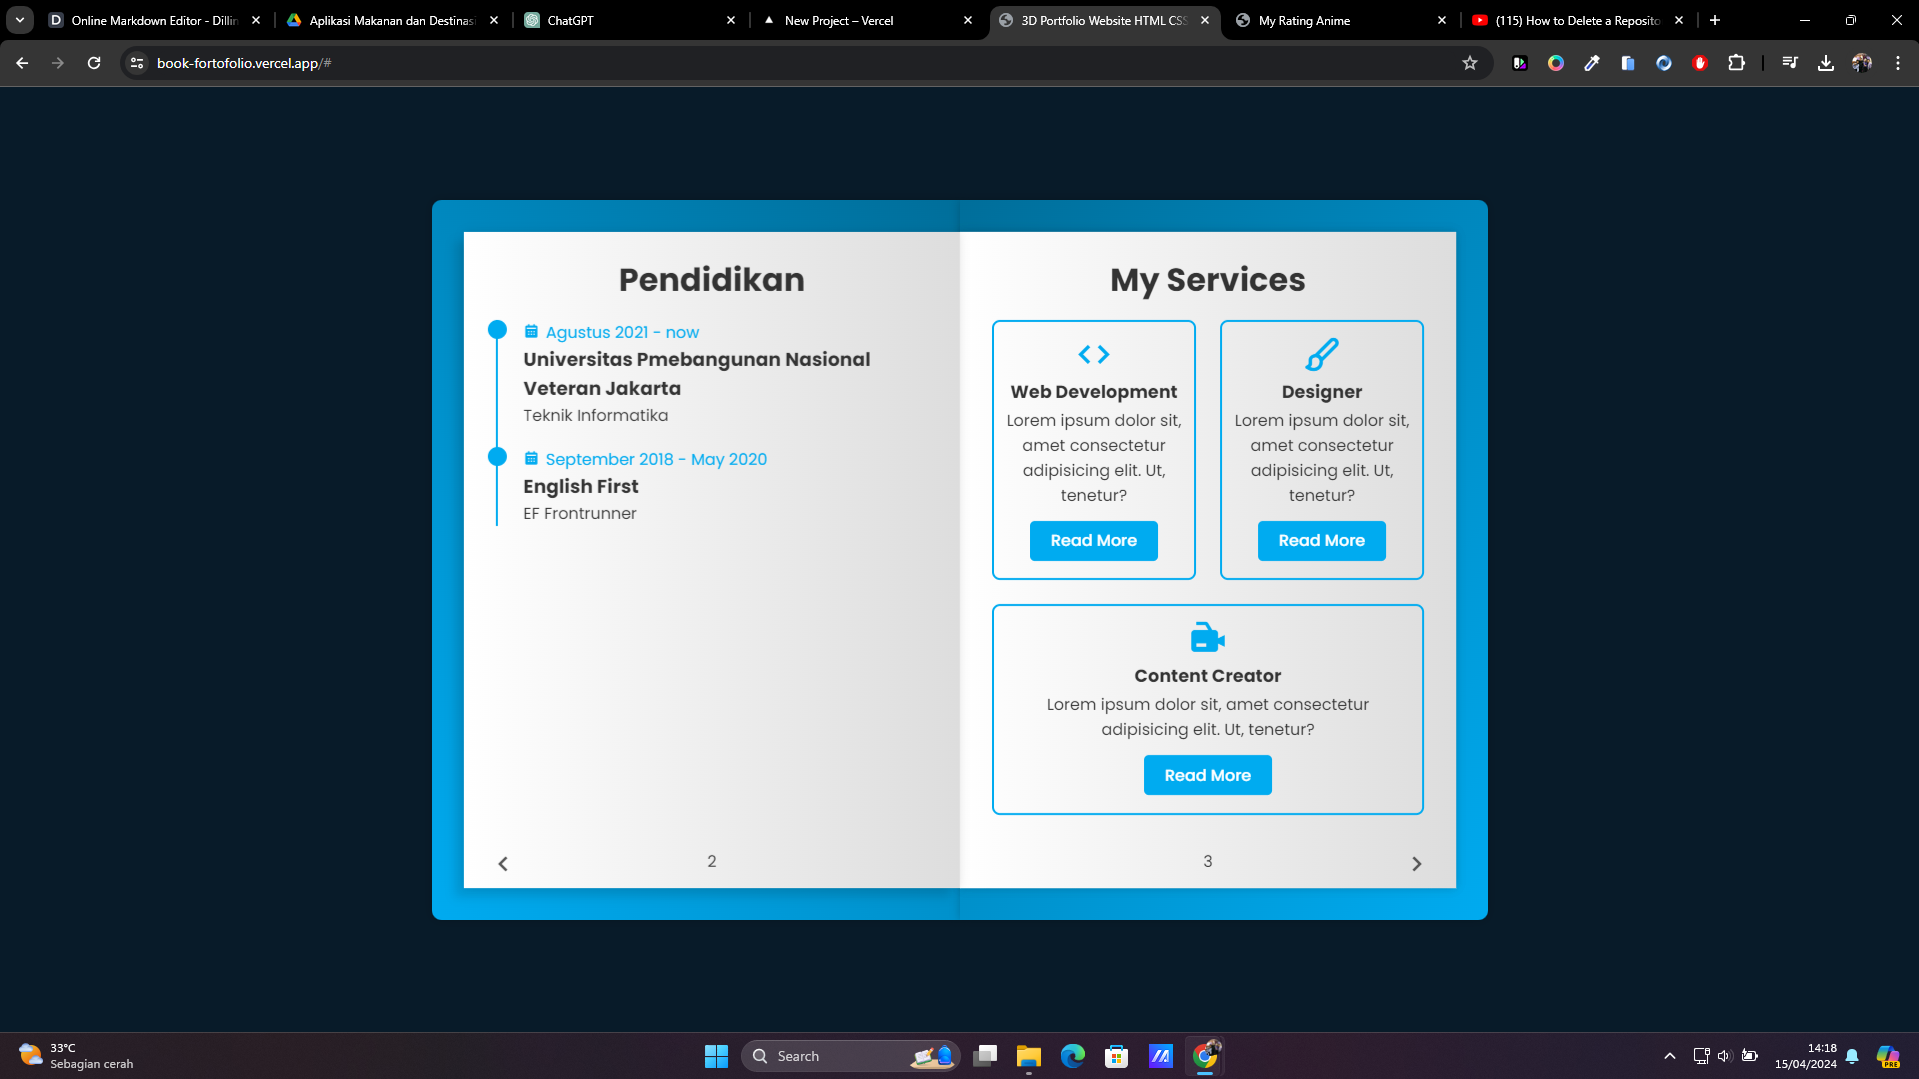 Online Markdown Editor - Dillin
Aplikasi Makanan dan Destinasi
ChatGPT
New Project – Vercel
3D Portfolio Website HTML CSS
My Rating Anime
(115) How to Delete a Reposito
book-fortofolio.vercel.app/#
Pendidikan
Agustus 2021 - now
Universitas Pmebangunan Nasional
Veteran Jakarta
Teknik Informatika
September 2018 - May 2020
English First
EF Frontrunner
2
My Services
Web Development
Lorem ipsum dolor sit,
amet consectetur
adipisicing elit. Ut,
tenetur?
Read More
Designer
Lorem ipsum dolor sit,
amet consectetur
adipisicing elit. Ut,
tenetur?
Read More
Content Creator
Lorem ipsum dolor sit, amet consectetur
adipisicing elit. Ut, tenetur?
Read More
3
33°C
Sebagian cerah
Search
14:18
15/04/2024
PRE